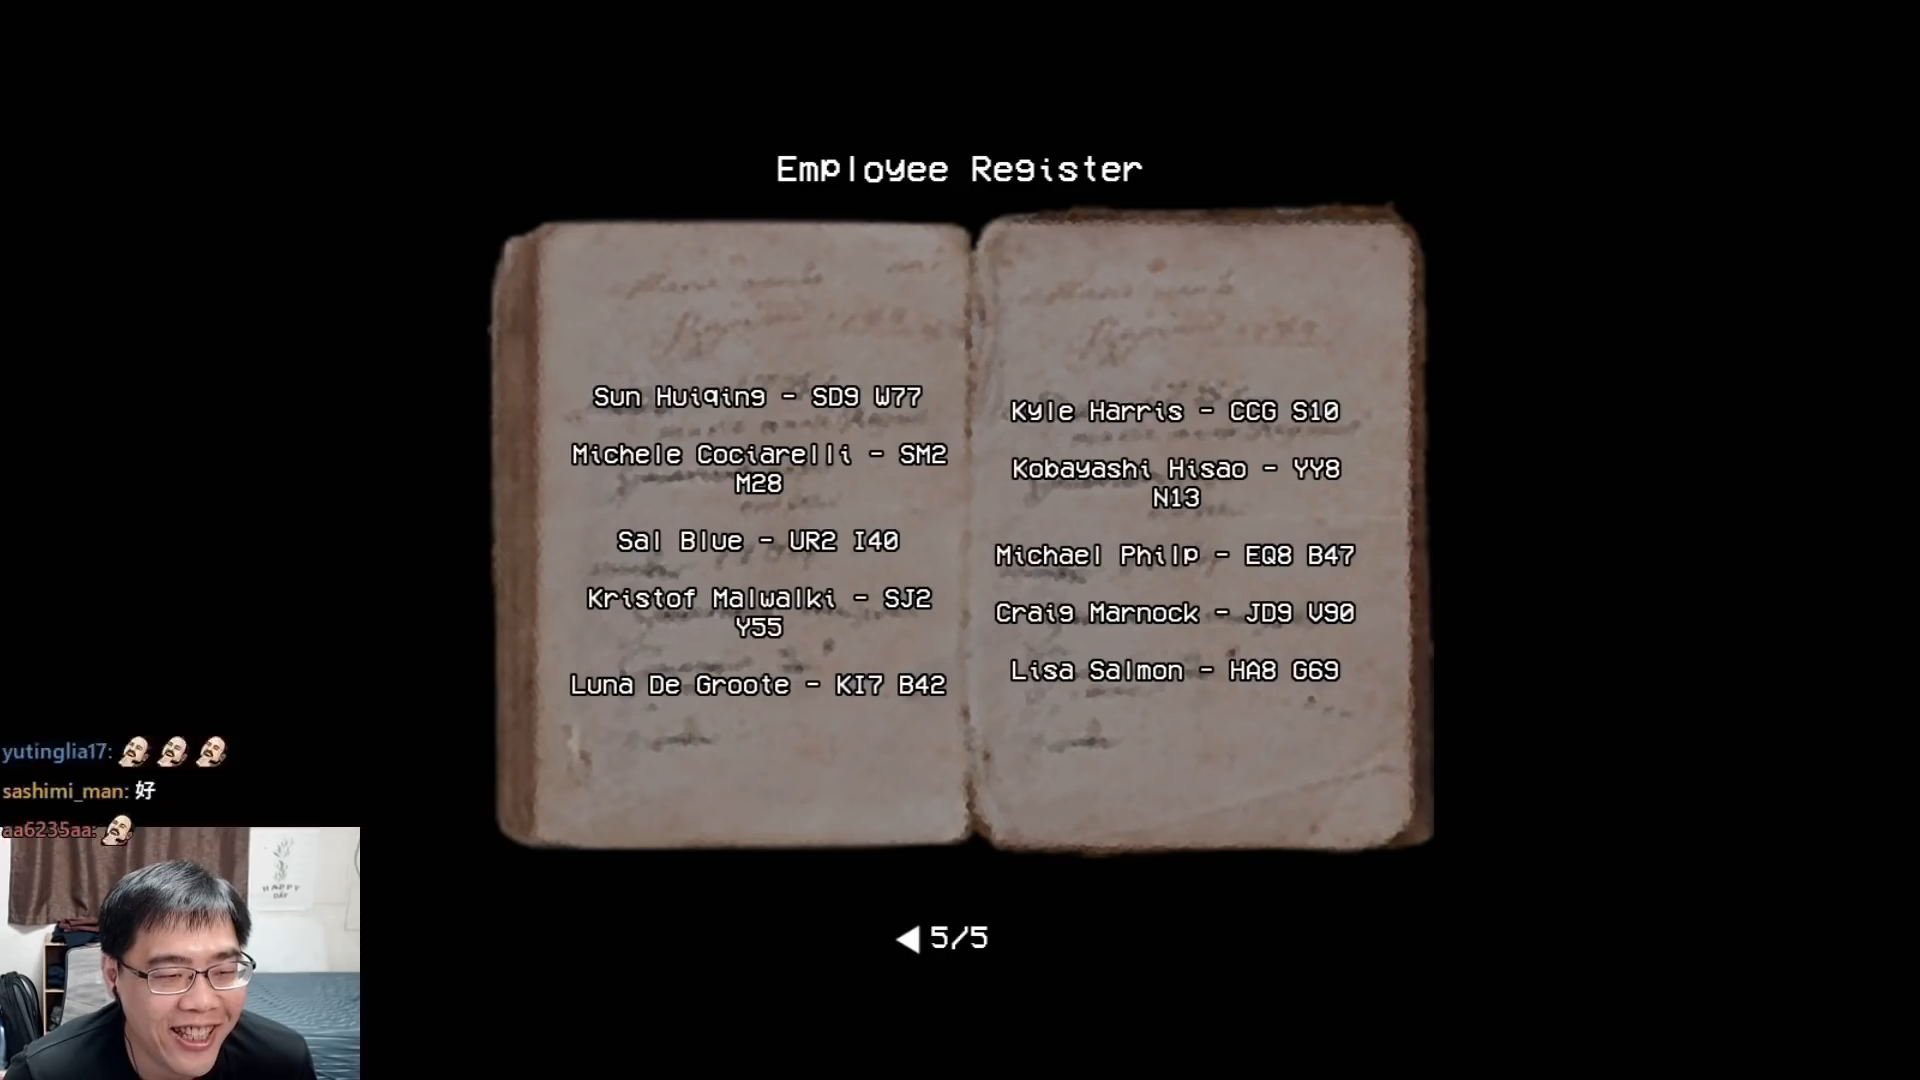 Employee Register
Sun Huiqing - SD9 W77
Michele Cociarelli - SM2
M28
Sal Blue - UR2 I40
Kristof Malwalki - SJ2
Y55
Luna De Groote - KI7 B42
Kyle Harris - CCG S10
Kobayashi Hisao - YY8
N13
Michael Philp - EQ8 B47
Craig Marnock - JD9 V90
Lisa Salmon - HA8 G69
5/5
yutinglia17:
sashimi_man: 好
aa6235aa:
HAPPY
DAY